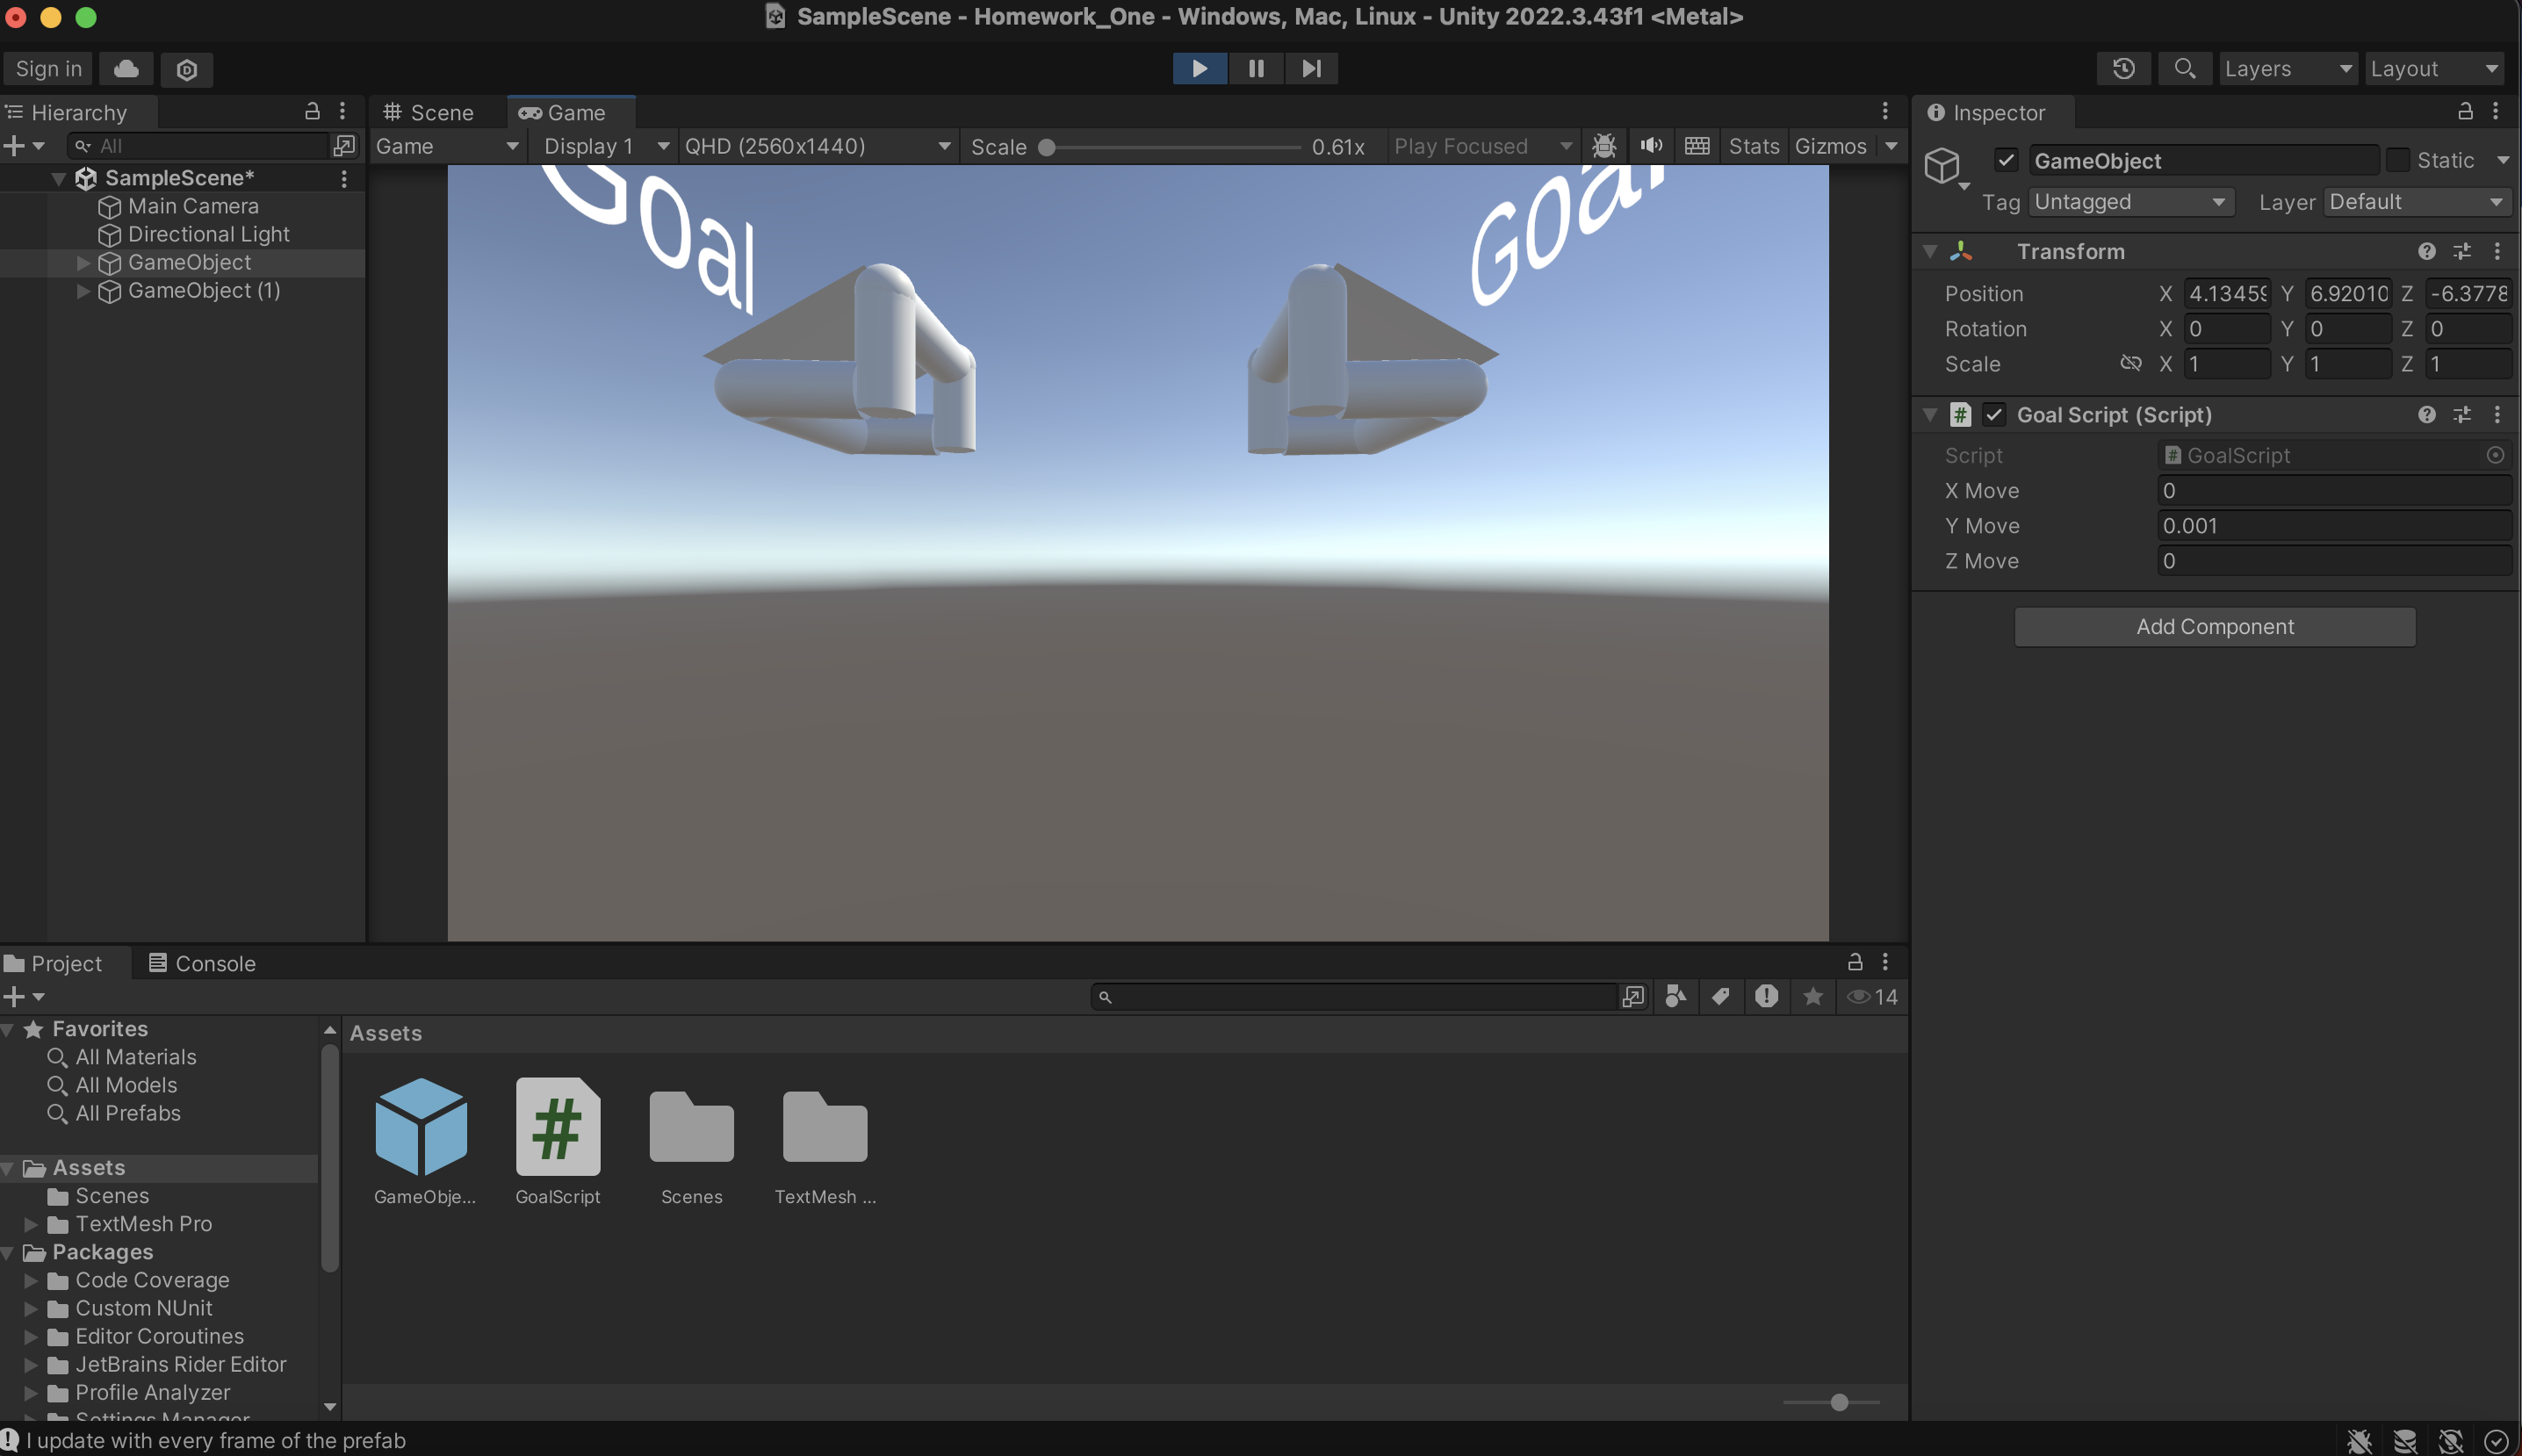 SampleScene - Homework_One - Windows, Mac, Linux - Unity 2022.3.43f1 <Metal>
Sign in
Layers
Layout
Hierarchy
All
SampleScene*
Main Camera
Directional Light
GameObject
GameObject (1)
Scene
Game
Game
Display 1
QHD (2560x1440)
Scale
0.61x
Play Focused
Stats
Gizmos
Goal
Goal
Inspector
GameObject
Static
Tag
Untagged
Layer
Default
Transform
Position X 4.13459 Y 6.92010 Z -6.3778
Rotation X 0 Y 0 Z 0
Scale X 1 Y 1 Z 1
# Goal Script (Script)
Script # GoalScript
X Move 0
Y Move 0.001
Z Move 0
Add Component
Project
Console
14
Favorites
All Materials
All Models
All Prefabs
Assets
Scenes
TextMesh Pro
Packages
Code Coverage
Custom NUnit
Editor Coroutines
JetBrains Rider Editor
Profile Analyzer
Settings Manager
Assets
#
GameObje...
GoalScript
Scenes
TextMesh ...
I update with every frame of the prefab